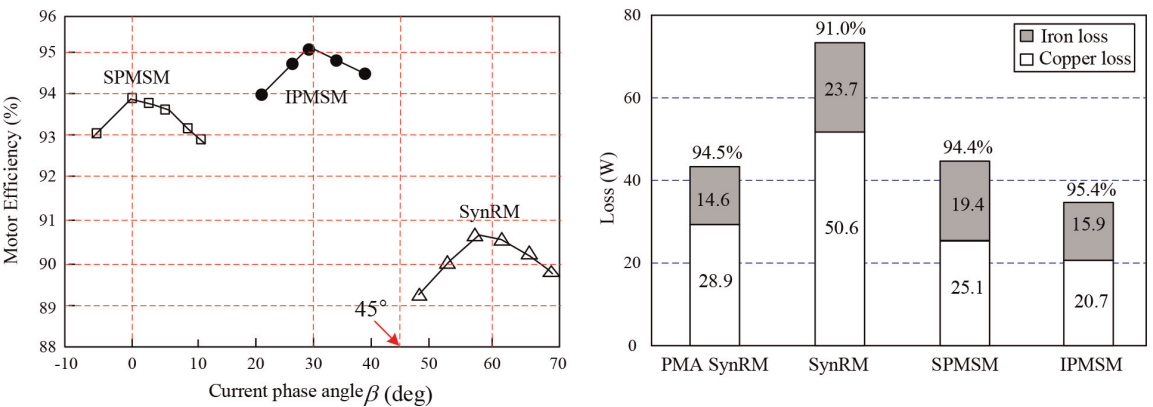 96
95
94
93
92
91
90
89
88
Motor Efficiency (%)
SPMSM
IPMSM
SynRM
45°
-10 0 10 20 30 40 50 60 70
Current phase angle β (deg)
80
60
40
20
0
Loss (W)
Iron loss
Copper loss
94.5%
14.6
28.9
91.0%
23.7
50.6
94.4%
19.4
25.1
95.4%
15.9
20.7
PMA SynRM SynRM SPMSM IPMSM